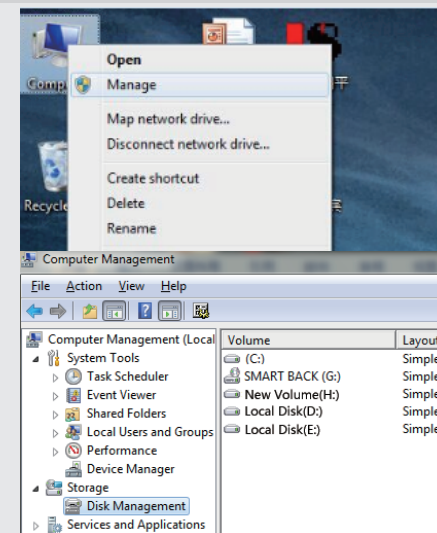 Open
Manage
Map network drive...
Disconnect network drive...
Create shortcut
Delete
Rename
Recycle
Computer Management
File Action View Help
Computer Management (Local
System Tools
Task Scheduler
Event Viewer
Shared Folders
Local Users and Groups
Performance
Device Manager
Storage
Disk Management
Services and Applications
Volume Layout
(C:) Simple
SMART BACK (G:) Simple
New Volume(H:) Simple
Local Disk(D:) Simple
Local Disk(E:) Simple